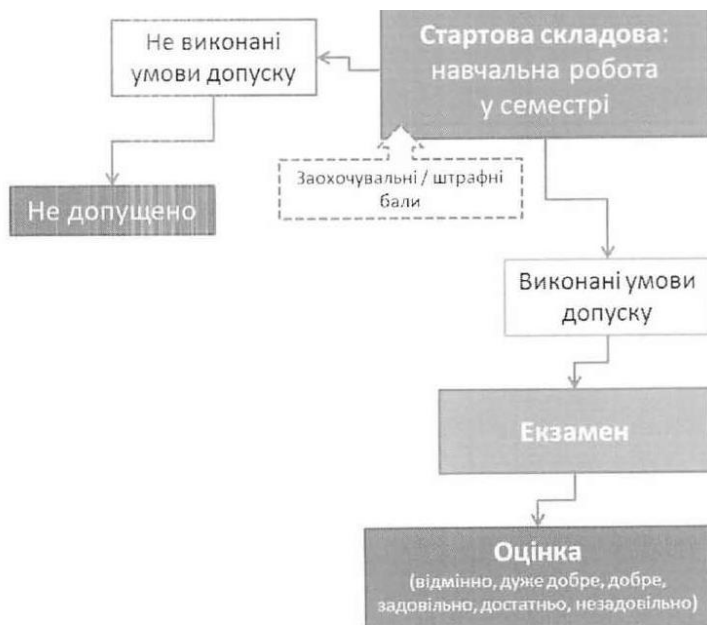 Не виконані
умови допуску
Стартова складова:
навчальна робота
у семестрі
Заохочувальні / штрафні
бали
Не допущено
Виконані умови
допуску
Екзамен
Оцінка
(відмінно, дуже добре, добре,
задовільно, достатньо, незадовільно)